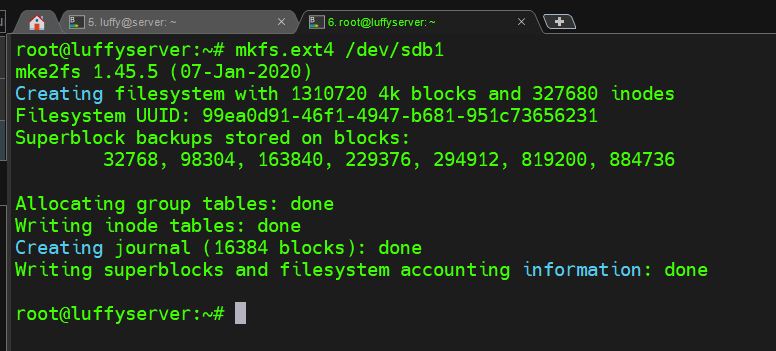 5. luffy@server: ~
6. root@luffyserver: ~
root@luffyserver:~# mkfs.ext4 /dev/sdb1
mke2fs 1.45.5 (07-Jan-2020)
Creating filesystem with 1310720 4k blocks and 327680 inodes
Filesystem UUID: 99ea0d91-46f1-4947-b681-951c73656231
Superblock backups stored on blocks:
32768, 98304, 163840, 229376, 294912, 819200, 884736
Allocating group tables: done
Writing inode tables: done
Creating journal (16384 blocks): done
Writing superblocks and filesystem accounting information: done
root@luffyserver:~#